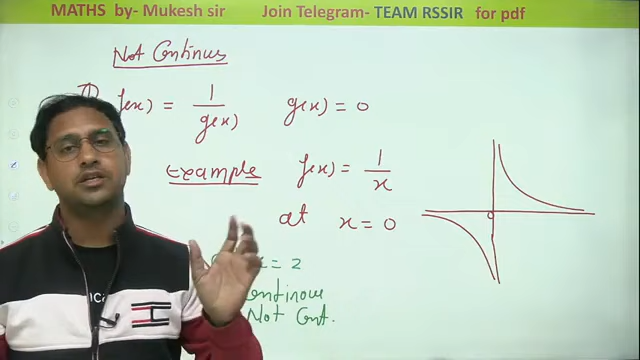 MATHS by- Mukesh sir Join Telegram- TEAM RSSIR for pdf
Not Continus
f(x) = 1/g(x) g(x) = 0
Example f(x) = 1/x
at x = 0
x = 2
Continous
Not Cont.